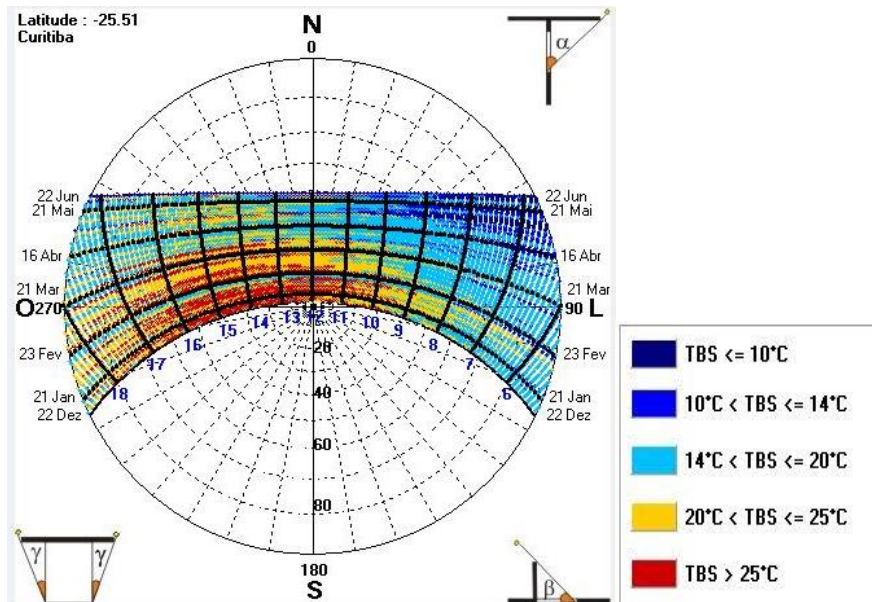 Latitude : -25.51
Curitiba
N
0
α
22 Jun
21 Mai
16 Abr
21 Mar
O 270
23 Fev
21 Jan
22 Dez
22 Jun
21 Mai
16 Abr
21 Mar
90 L
23 Fev
21 Jan
22 Dez
18
17
16
15
14
13
12
11
10
9
8
7
6
20
40
60
80
180
S
γ γ
β
TBS <= 10°C
10°C < TBS <= 14°C
14°C < TBS <= 20°C
20°C < TBS <= 25°C
TBS > 25°C